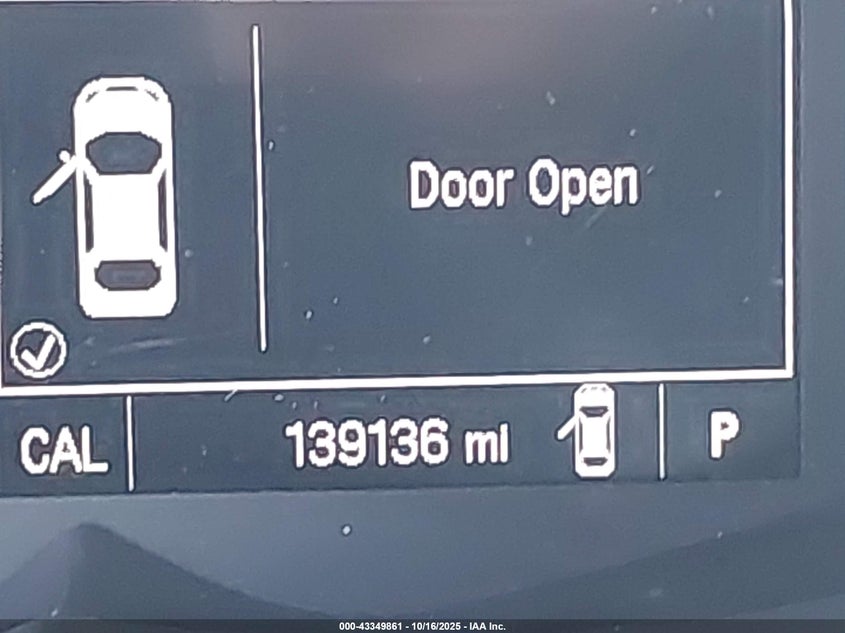 Door Open
CAL
139136 mi
P
000-43349861 - 10/16/2025 - IAA Inc.